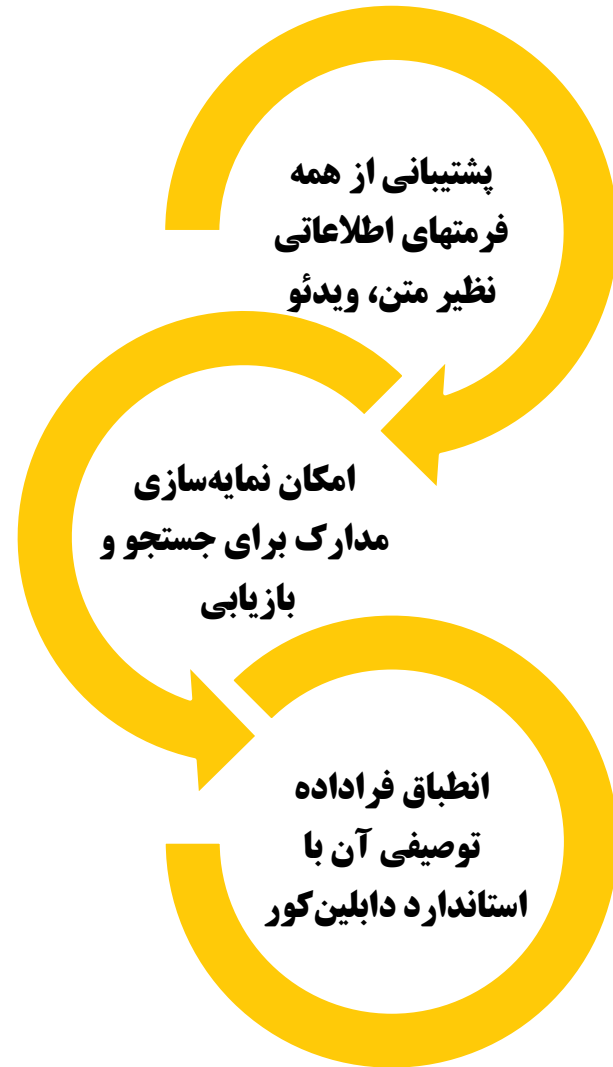 پشتیبانی از همه
فرمتهای اطلاعاتی
نظیر متن، ویدئو
امکان نمایه‌سازی
مدارک برای جستجو و
بازیابی
انطباق فراداده
توصیفی آن با
استاندارد دابلین‌کور